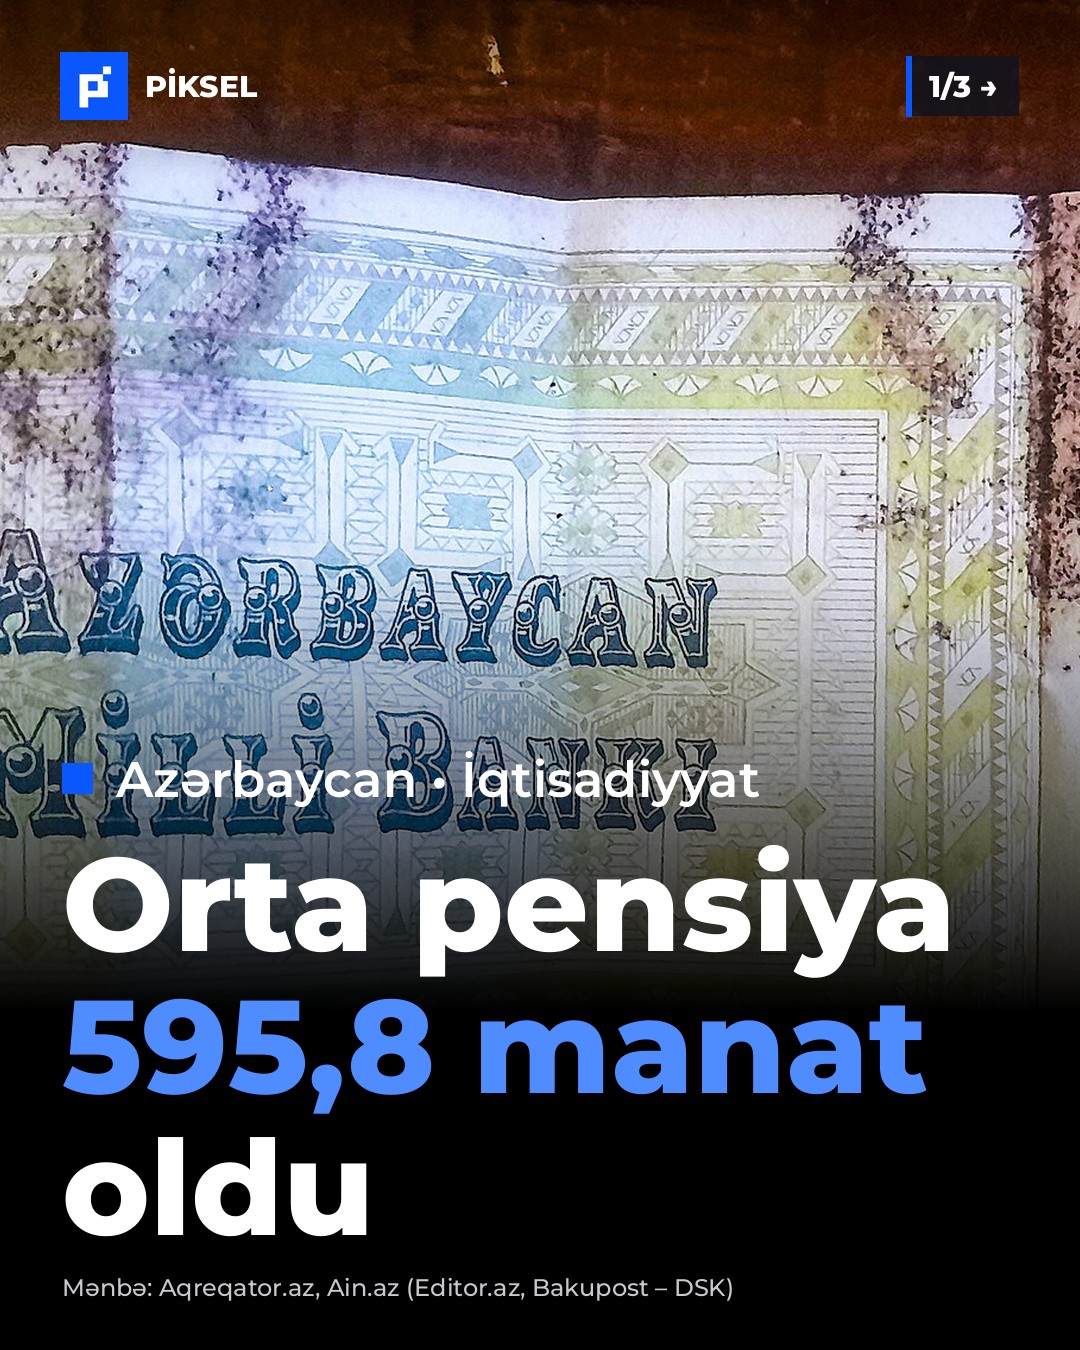 PİKSEL
1/3 →
AZƏRBAYCAN
MİLLİ BANKI
Azərbaycan • İqtisadiyyat
Orta pensiya
595,8 manat
oldu
Mənbə: Aqreqator.az, Ain.az (Editor.az, Bakupost – DSK)